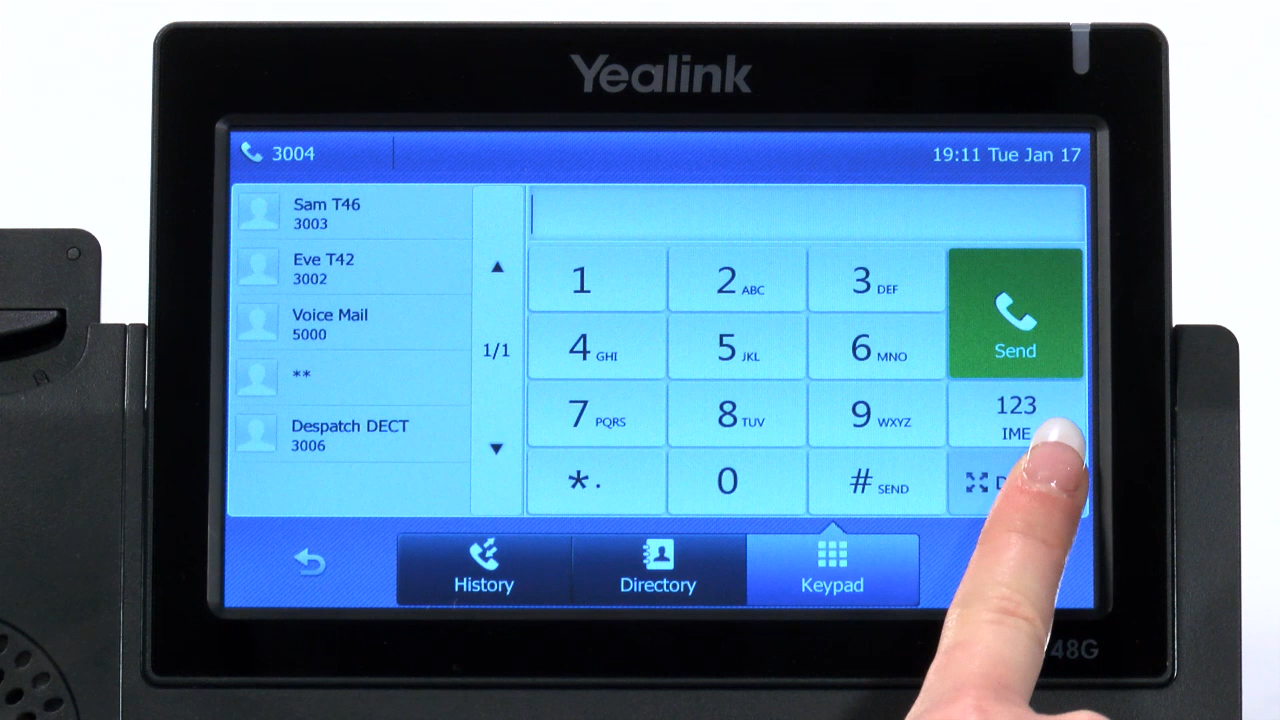 Yealink
3004
19:11 Tue Jan 17
Sam T46
3003
Eve T42
3002
Voice Mail
5000
**
Despatch DECT
3006
1/1
1
2 ABC
3 DEF
4 GHI
5 JKL
6 MNO
7 PQRS
8 TUV
9 WXYZ
*.
0
# SEND
Send
123
IME
History
Directory
Keypad
48G